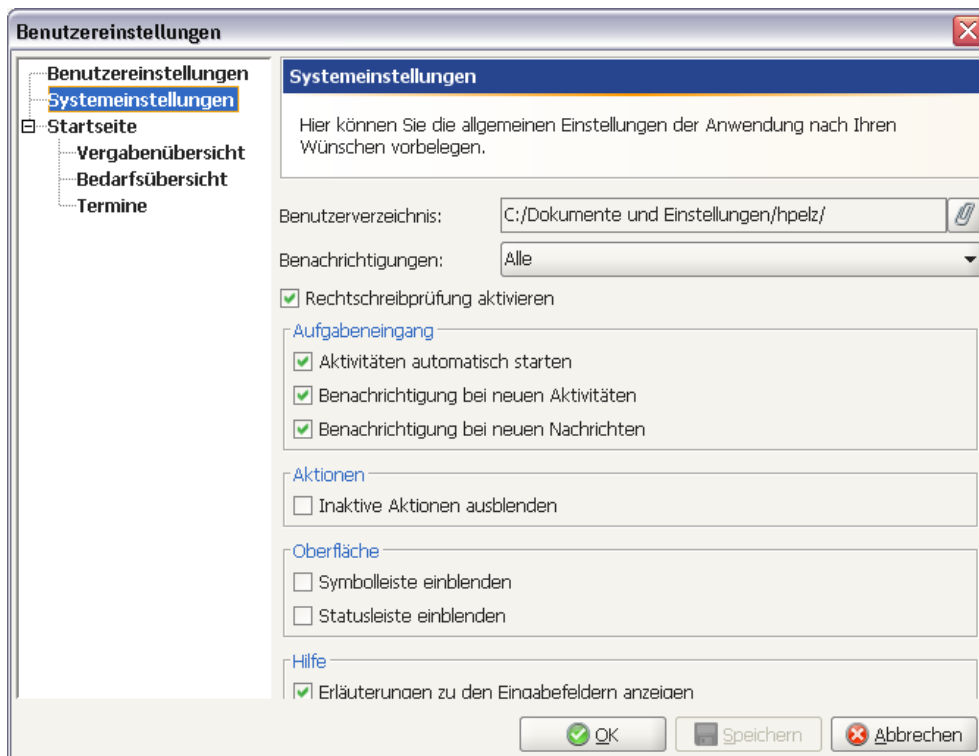 Benutzereinstellungen
Benutzereinstellungen
Systemeinstellungen
Startseite
Vergabenübersicht
Bedarfsübersicht
Termine
Systemeinstellungen
Hier können Sie die allgemeinen Einstellungen der Anwendung nach Ihren
Wünschen vorbelegen.
Benutzerverzeichnis: C:/Dokumente und Einstellungen/hpelz/
Benachrichtigungen: Alle
Rechtschreibprüfung aktivieren
Aufgabeneingang
Aktivitäten automatisch starten
Benachrichtigung bei neuen Aktivitäten
Benachrichtigung bei neuen Nachrichten
Aktionen
Inaktive Aktionen ausblenden
Oberfläche
Symbolleiste einblenden
Statusleiste einblenden
Hilfe
Erläuterungen zu den Eingabefeldern anzeigen
OK Speichern Abbrechen